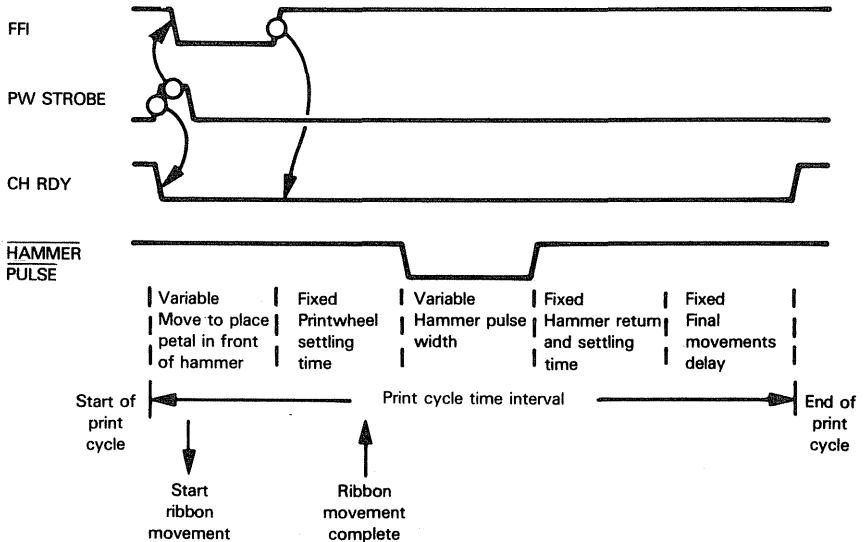 FFI
PW STROBE
CH RDY
HAMMER
PULSE
Variable
Move to place
petal in front
of hammer
Fixed
Printwheel
settling
time
Variable
Hammer pulse
width
Fixed
Hammer return
and settling
time
Fixed
Final
movements
delay
Start of
print
cycle
Print cycle time interval
End of
print
cycle
Start
ribbon
movement
Ribbon
movement
complete